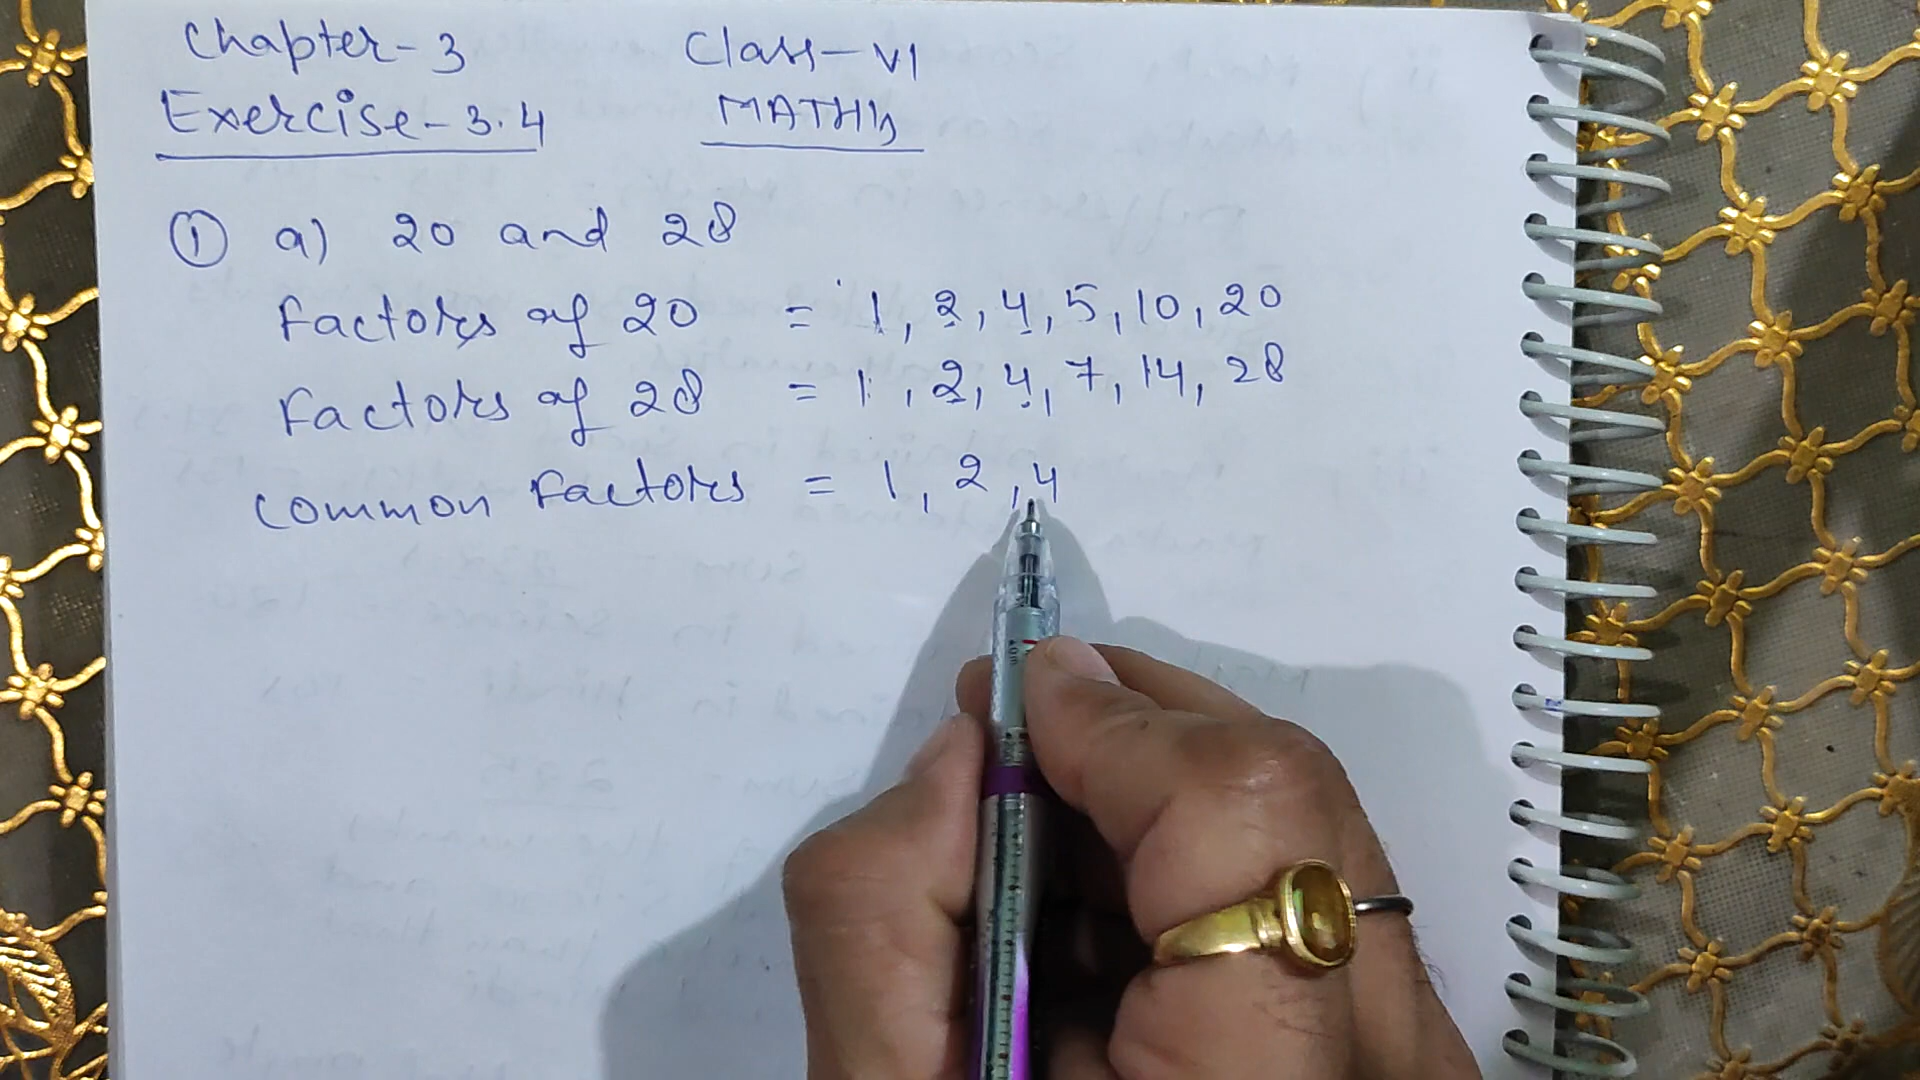 Chapter-3 Class-VI
Exercise-3.4 MATHs
① a) 20 and 28
Factors of 20 = 1, 2, 4, 5, 10, 20
Factors of 28 = 1, 2, 4, 7, 14, 28
Common Factors = 1, 2, 4